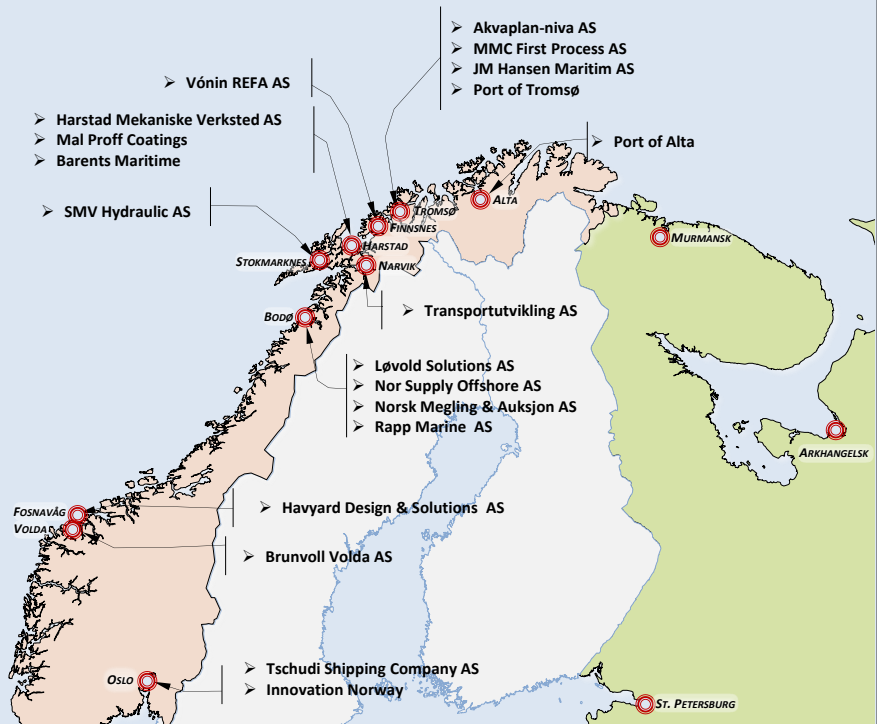 ➢ Akvaplan-niva AS
➢ MMC First Process AS
➢ JM Hansen Maritim AS
➢ Port of Tromsø
➢ Vónin REFA AS
➢ Harstad Mekaniske Verksted AS
➢ Mal Proff Coatings
➢ Barents Maritime
➢ Port of Alta
➢ SMV Hydraulic AS
ALTA
TROMSØ
FINNSNES
HARSTAD
STOKMARKNES
NARVIK
MURMANSK
➢ Transportutvikling AS
BODØ
➢ Løvold Solutions AS
➢ Nor Supply Offshore AS
➢ Norsk Megling & Auksjon AS
➢ Rapp Marine AS
ARKHANGELSK
➢ Havyard Design & Solutions AS
FOSNAVÅG
VOLDA
➢ Brunvoll Volda AS
➢ Tschudi Shipping Company AS
➢ Innovation Norway
OSLO
ST. PETERSBURG